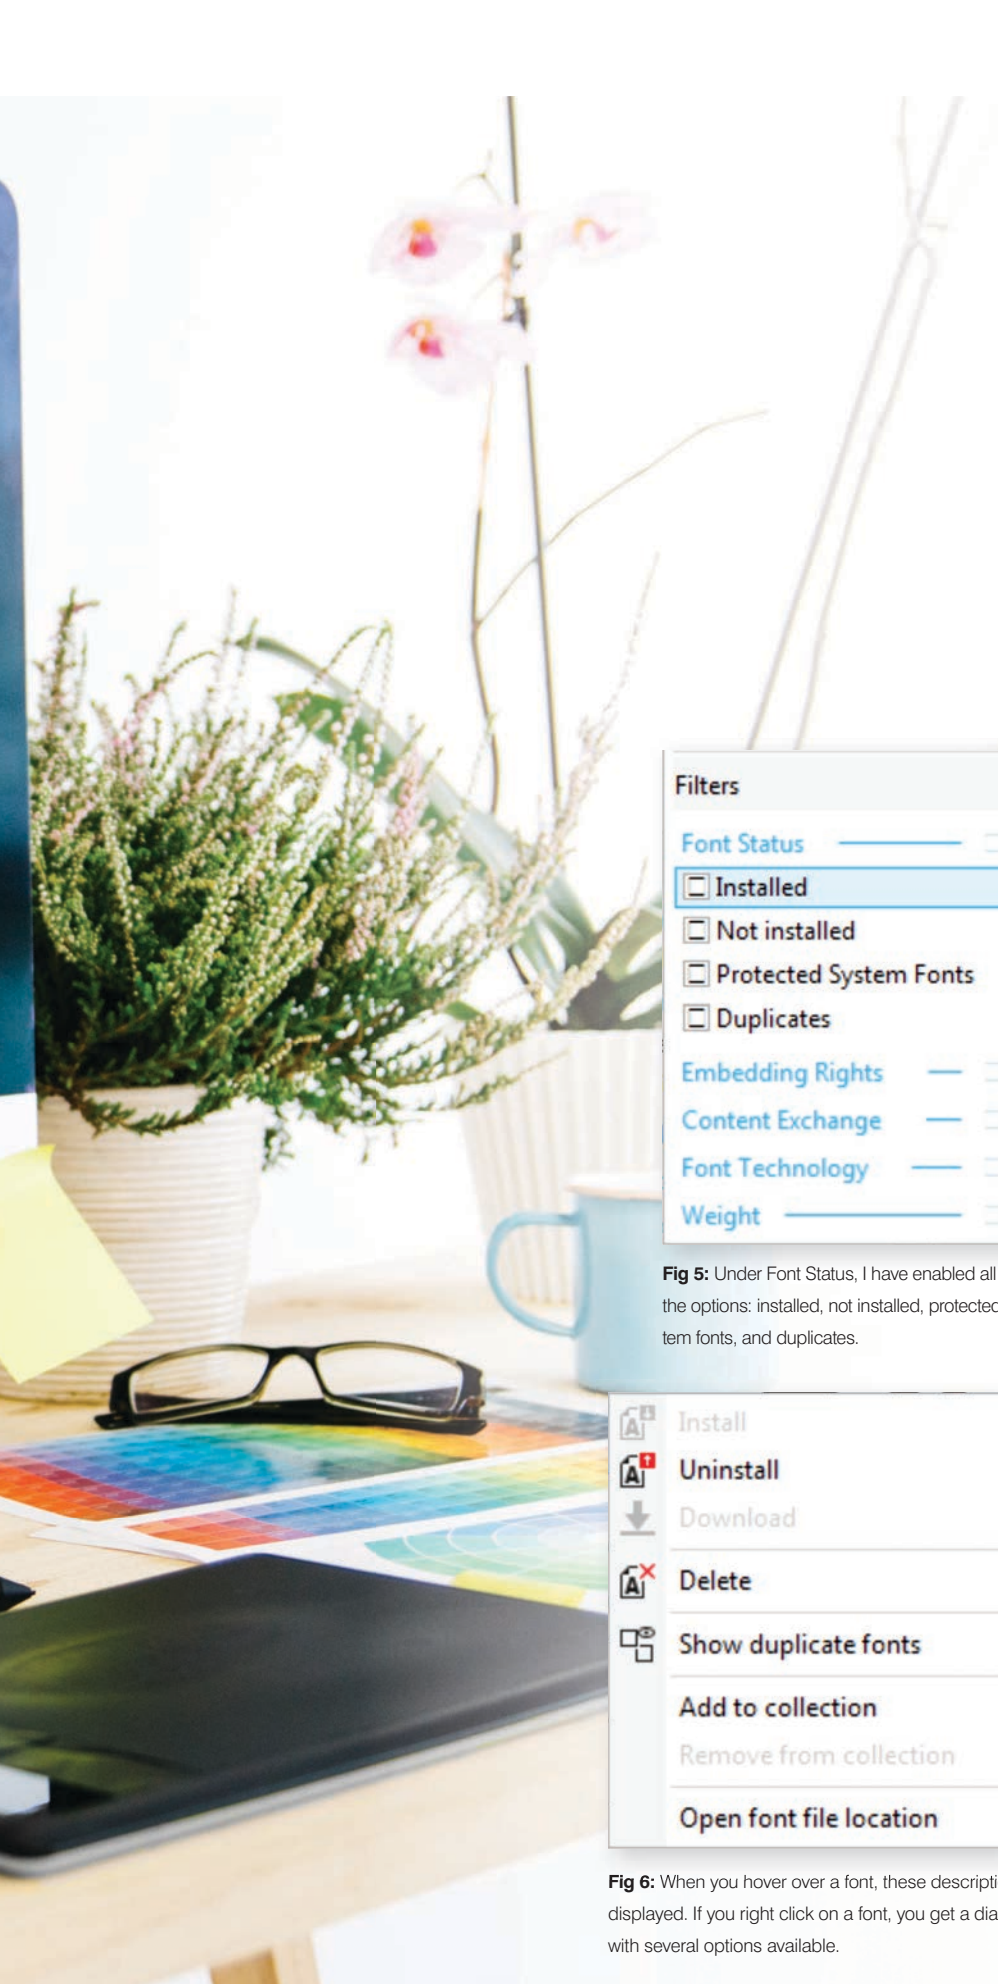 Filters
Font Status
Installed
Not installed
Protected System Fonts
Duplicates
Embedding Rights
Content Exchange
Font Technology
Weight
Fig 5: Under Font Status, I have enabled all
the options: installed, not installed, protected
tem fonts, and duplicates.
Install
Uninstall
Download
Delete
Show duplicate fonts
Add to collection
Remove from collection
Open font file location
Fig 6: When you hover over a font, these
displayed. If you right click on a font, you get a
with several options available.